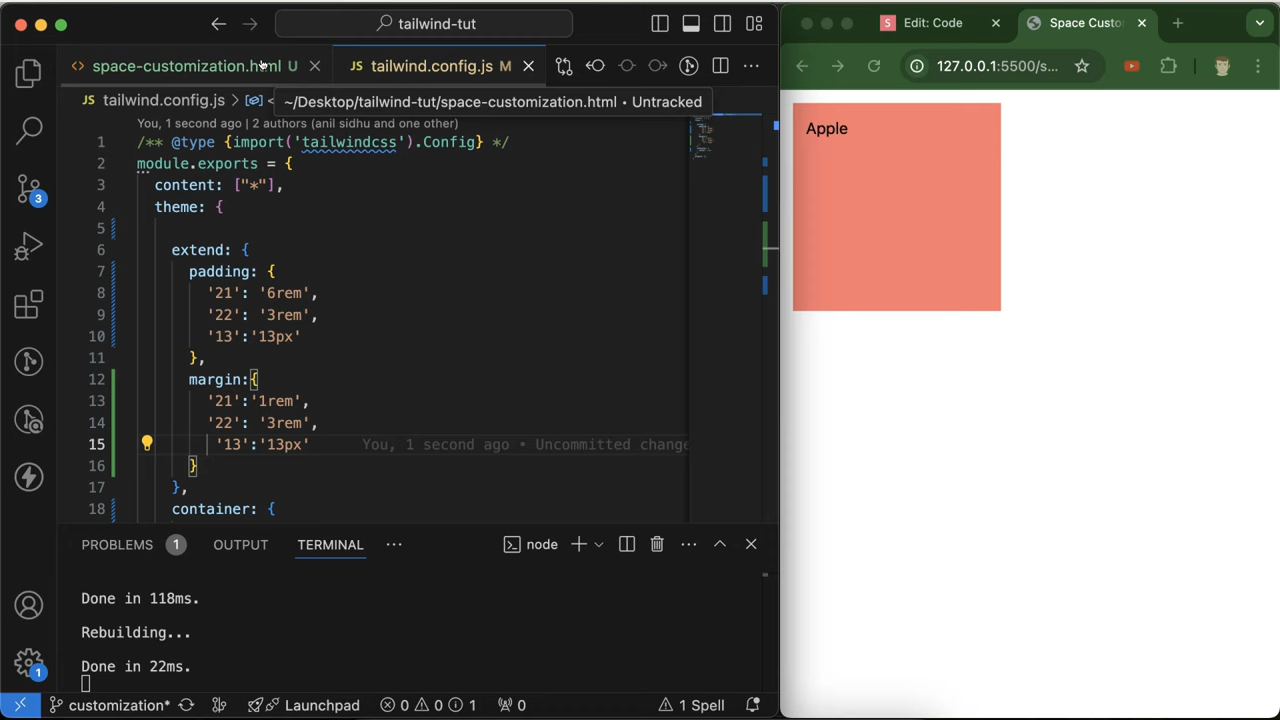 tailwind-tut
space-customization.html U
tailwind.config.js M
tailwind.config.js > <
~/Desktop/tailwind-tut/space-customization.html • Untracked
You, 1 second ago | 2 authors (anil sidhu and one other)
1 /** @type {import('tailwindcss').Config} */
2 module.exports = {
3 content: ["*"],
4 theme: {
5
6 extend: {
7 padding: {
8 '21': '6rem',
9 '22': '3rem',
10 '13':'13px'
11 },
12 margin:{
13 '21':'1rem',
14 '22': '3rem',
15 '13':'13px' You, 1 second ago • Uncommitted change
16 }
17 },
18 container: {
3
PROBLEMS 1 OUTPUT TERMINAL ··· node
Done in 118ms.
Rebuilding...
Done in 22ms.
1
customization* Launchpad 0 0 1 0 1 Spell
S Edit: Code
Space Custo
127.0.0.1:5500/s...
Apple